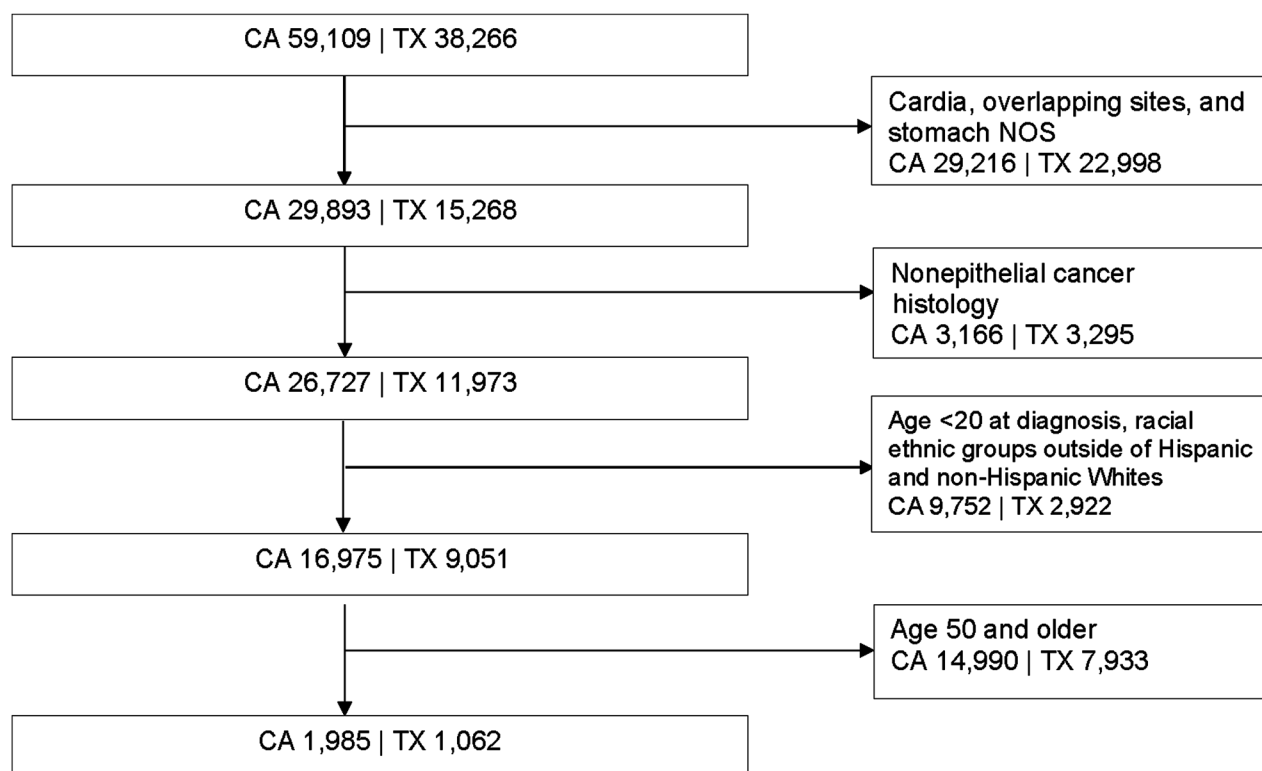 CA 59,109 | TX 38,266
Cardia, overlapping sites, and
stomach NOS
CA 29,216 | TX 22,998
CA 29,893 | TX 15,268
Nonepithelial cancer
histology
CA 3,166 | TX 3,295
CA 26,727 | TX 11,973
Age <20 at diagnosis, racial
ethnic groups outside of Hispanic
and non-Hispanic Whites
CA 9,752 | TX 2,922
CA 16,975 | TX 9,051
Age 50 and older
CA 14,990 | TX 7,933
CA 1,985 | TX 1,062